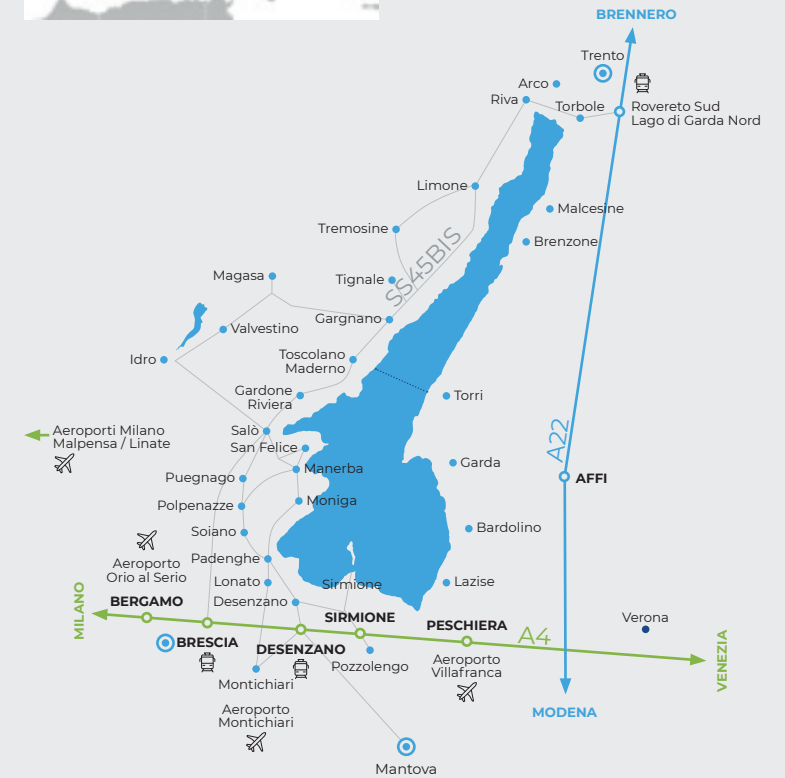 BRENNERO
Trento
Arco
Riva
Torbole
Rovereto Sud
Lago di Garda Nord
Limone
Malcesine
Tremosine
Brenzone
SS45BIS
Magasa
Tignale
Gargnano
Valvestino
Idro
Toscolano
Maderno
Gardone
Riviera
Torri
Salò
Aeroporti Milano
Malpensa / Linate
A22
San Felice
Garda
Manerba
Puegnago
AFFI
Polpenazze
Moniga
Soiano
Bardolino
Padenghe
Aeroporto
Orio al Serio
Lonato
Sirmione
Lazise
MILANO
BERGAMO
Desenzano
SIRMIONE
PESCHIERA
Verona
A4
BRESCIA
DESENZANO
Pozzolengo
Aeroporto
Villafranca
VENEZIA
Montichiari
Aeroporto
Montichiari
MODENA
Mantova